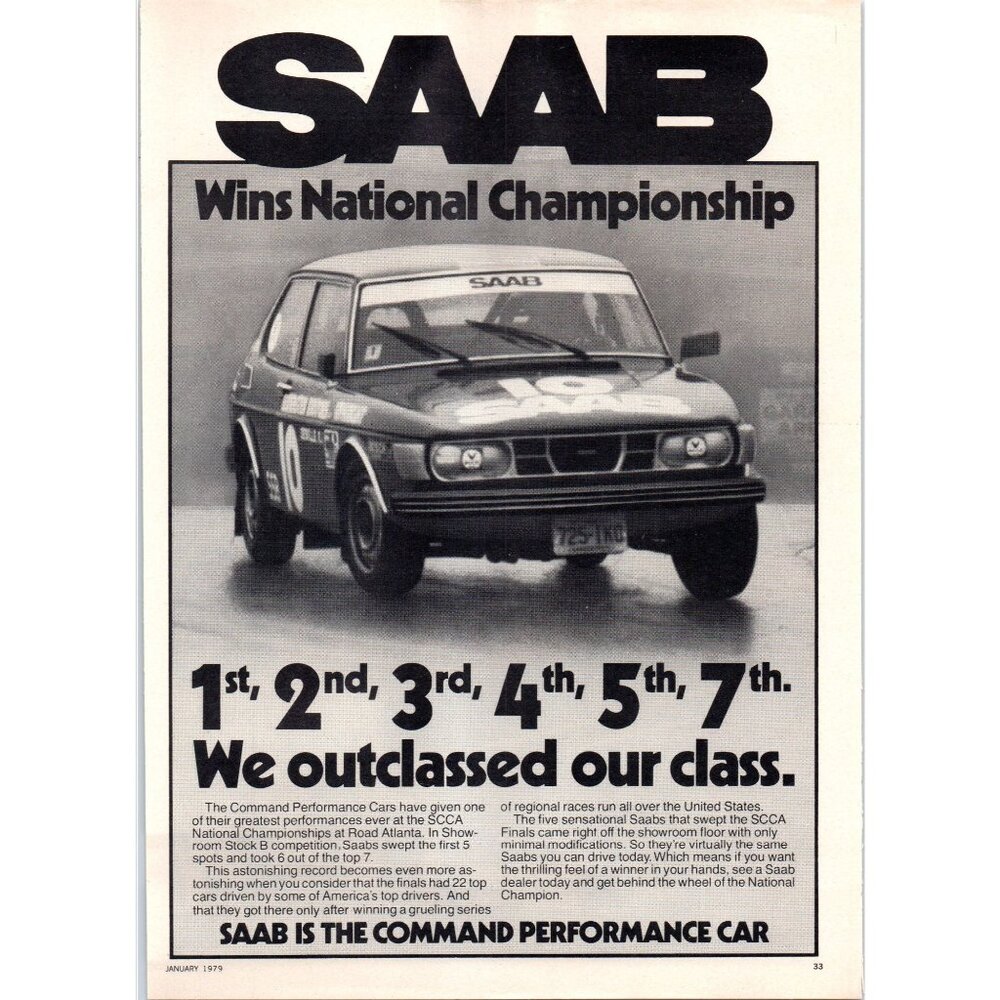 SAAB
Wins National Championship
SAAB
10
SAAB
10
1st, 2nd, 3rd, 4th, 5th, 7th.
We outclassed our class.
The Command Performance Cars have given one
of their greatest performances ever at the SCCA
National Championships at Road Atlanta. In Show-
room Stock B competition, Saabs swept the first 5
spots and took 6 out of the top 7.
This astonishing record becomes even more as-
tonishing when you consider that the finals had 22 top
cars driven by some of America's top drivers. And
that they got there only after winning a grueling series
of regional races run all over the United States.
The five sensational Saabs that swept the SCCA
Finals came right off the showroom floor with only
minimal modifications. So they're virtually the same
Saabs you can drive today. Which means if you want
the thrilling feel of a winner in your hands, see a Saab
dealer today and get behind the wheel of the National
Champion.
SAAB IS THE COMMAND PERFORMANCE CAR
JANUARY 1979
33